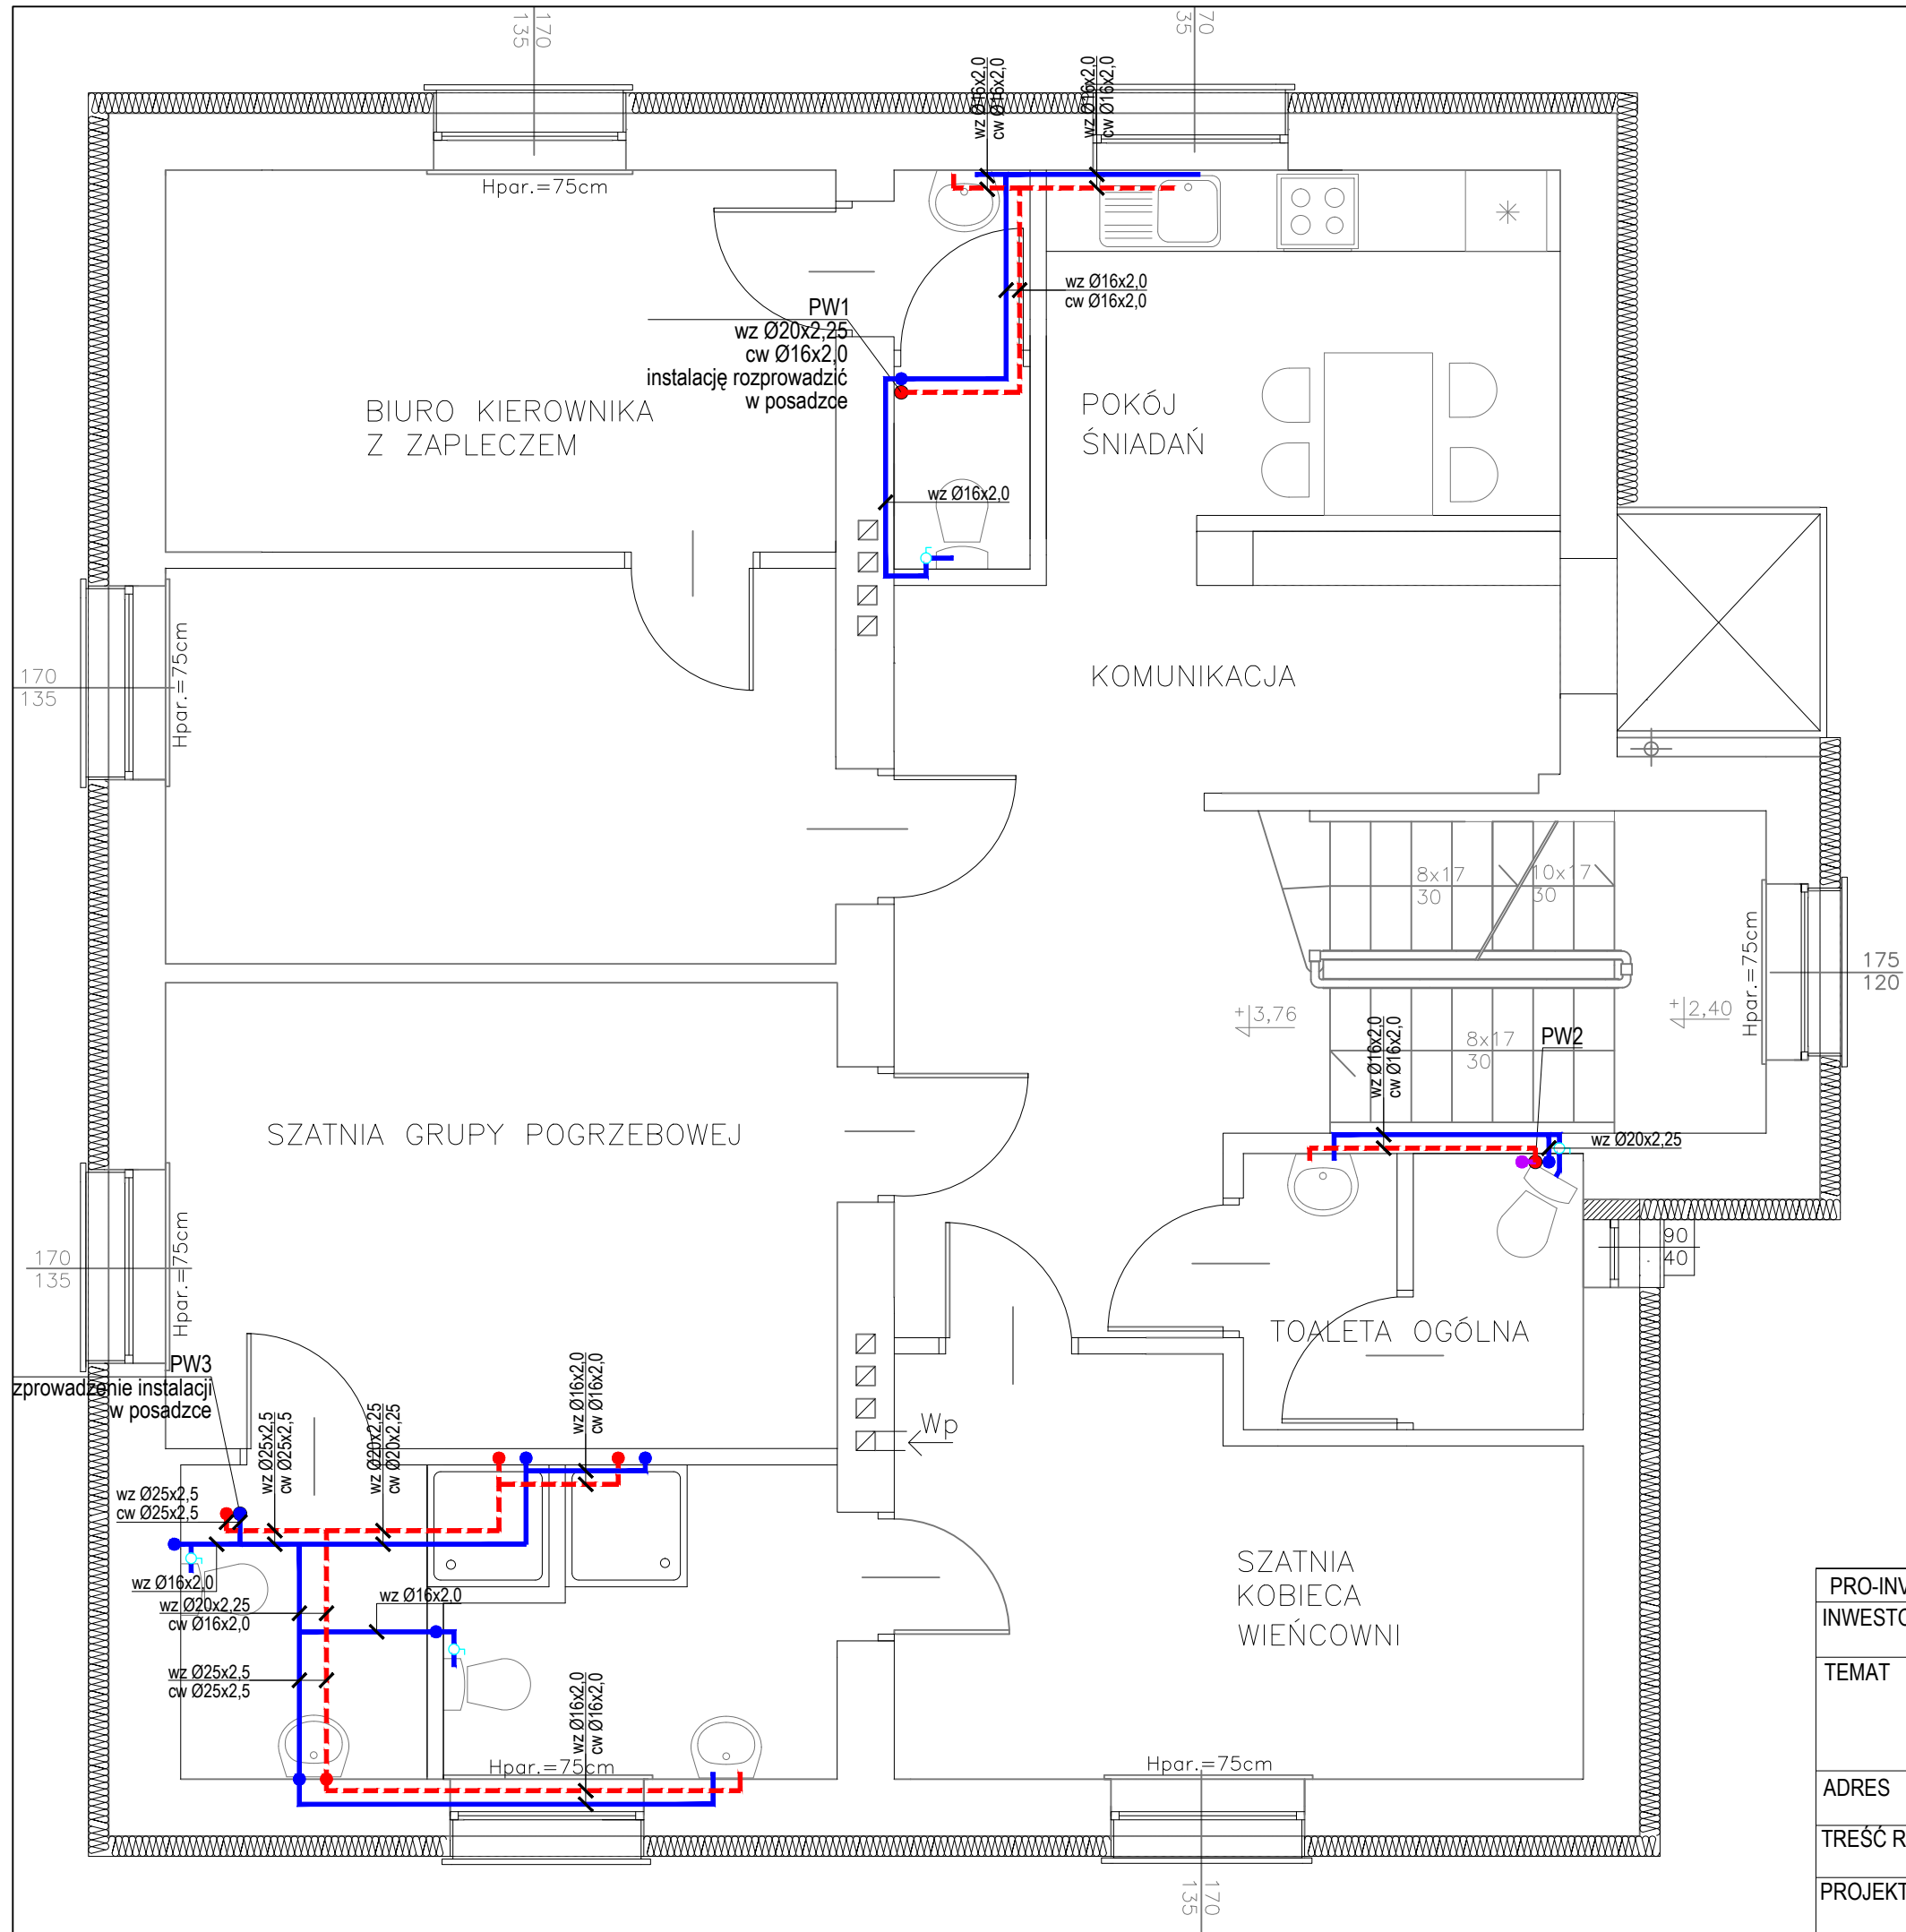 170
135
70
35
wz Ø16x2,0
cw Ø16x2,0
wz Ø16x2,0
cw Ø16x2,0
Hpar.=75cm
wz Ø16x2,0
cw Ø16x2,0
PW1
wz Ø20x2,25
cw Ø16x2,0
instalację rozprowadzić
w posadzce
BIURO KIEROWNIKA
Z ZAPLECZEM
POKÓJ
ŚNIADAŃ
wz Ø16x2,0
170
135
Hpar.=75cm
KOMUNIKACJA
8x17
30
10x17
30
Hpar.=75cm
175
120
+3,76
+2,40
8x17
30
wz Ø16x2,0
cw Ø16x2,0
PW2
wz Ø20x2,25
SZATNIA GRUPY POGRZEBOWEJ
170
135
Hpar.=75cm
90
40
TOALETA OGÓLNA
PW3
zprowadzenie instalacji
w posadzce
wz Ø25x2,5
cw Ø25x2,5
wz Ø20x2,25
cw Ø20x2,25
wz Ø16x2,0
cw Ø16x2,0
Wp
wz Ø25x2,5
cw Ø25x2,5
wz Ø16x2,0
wz Ø20x2,25
cw Ø16x2,0
wz Ø16x2,0
wz Ø25x2,5
cw Ø25x2,5
wz Ø16x2,0
cw Ø16x2,0
SZATNIA
KOBIECA
WIEŃCOWNI
Hpar.=75cm
Hpar.=75cm
170
135
PRO-INV
INWESTO
TEMAT
ADRES
TREŚĆ R
PROJEKT